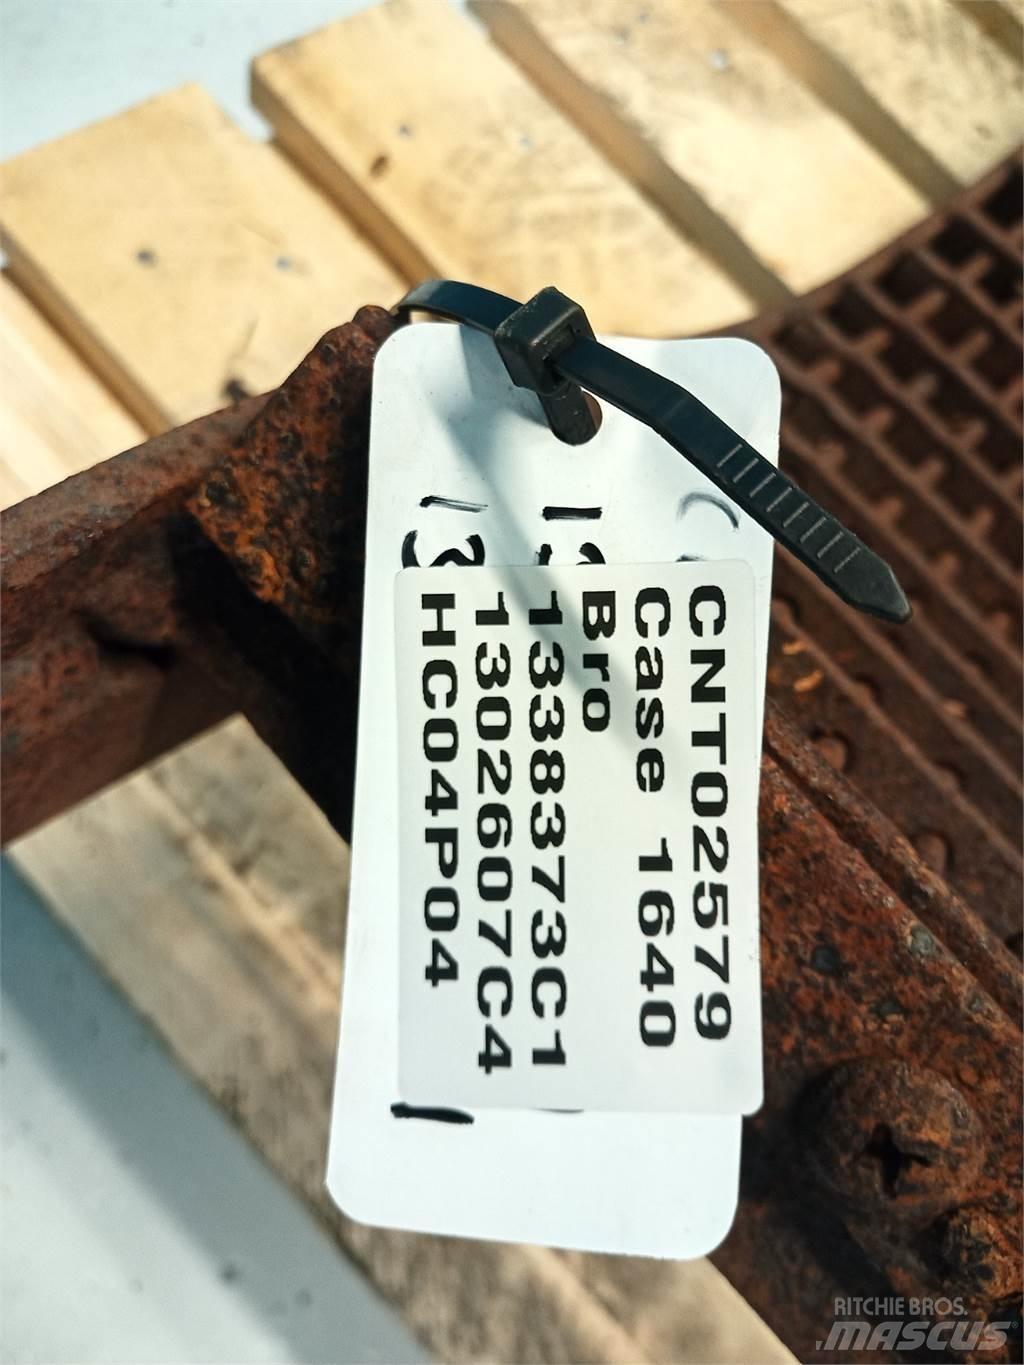 CNT02579
Case 1640
Bro
1338373C1
1302607C4
HC04P04
RITCHIE BROS.
MASCUS